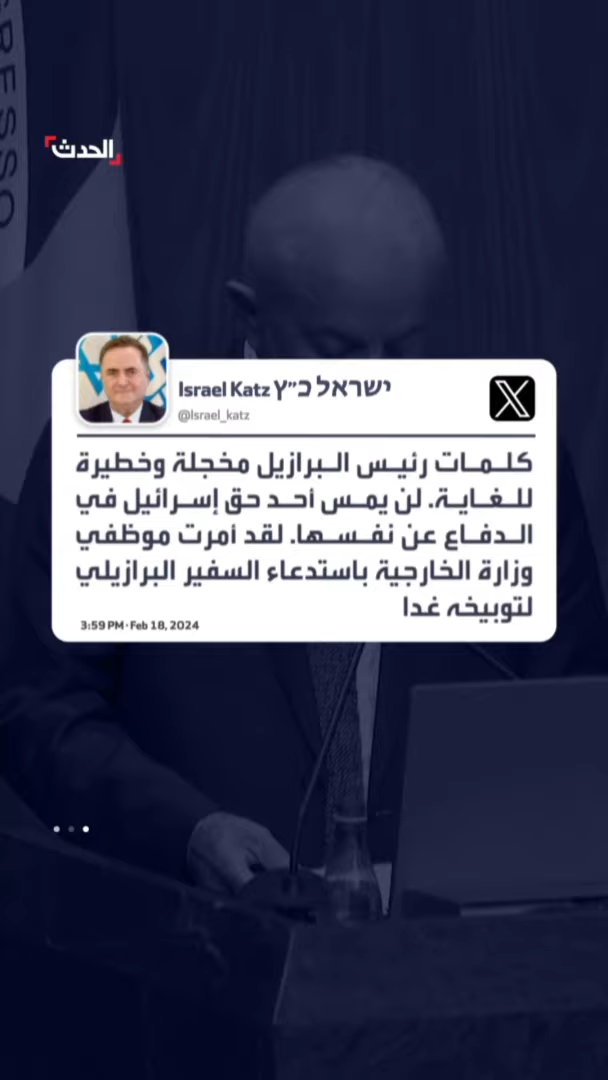 RESSO
الحدث
Israel Katz ישראל כ״ץ
@Israel_katz
كلمات رئيس البرازيل مخجلة وخطيرة
للغاية. لن يمس أحد حق إسرائيل في
الدفاع عن نفسها. لقد أمرت موظفي
وزارة الخارجية باستدعاء السفير البرازيلي
لتوبيخه غدا
3:59 PM · Feb 18, 2024